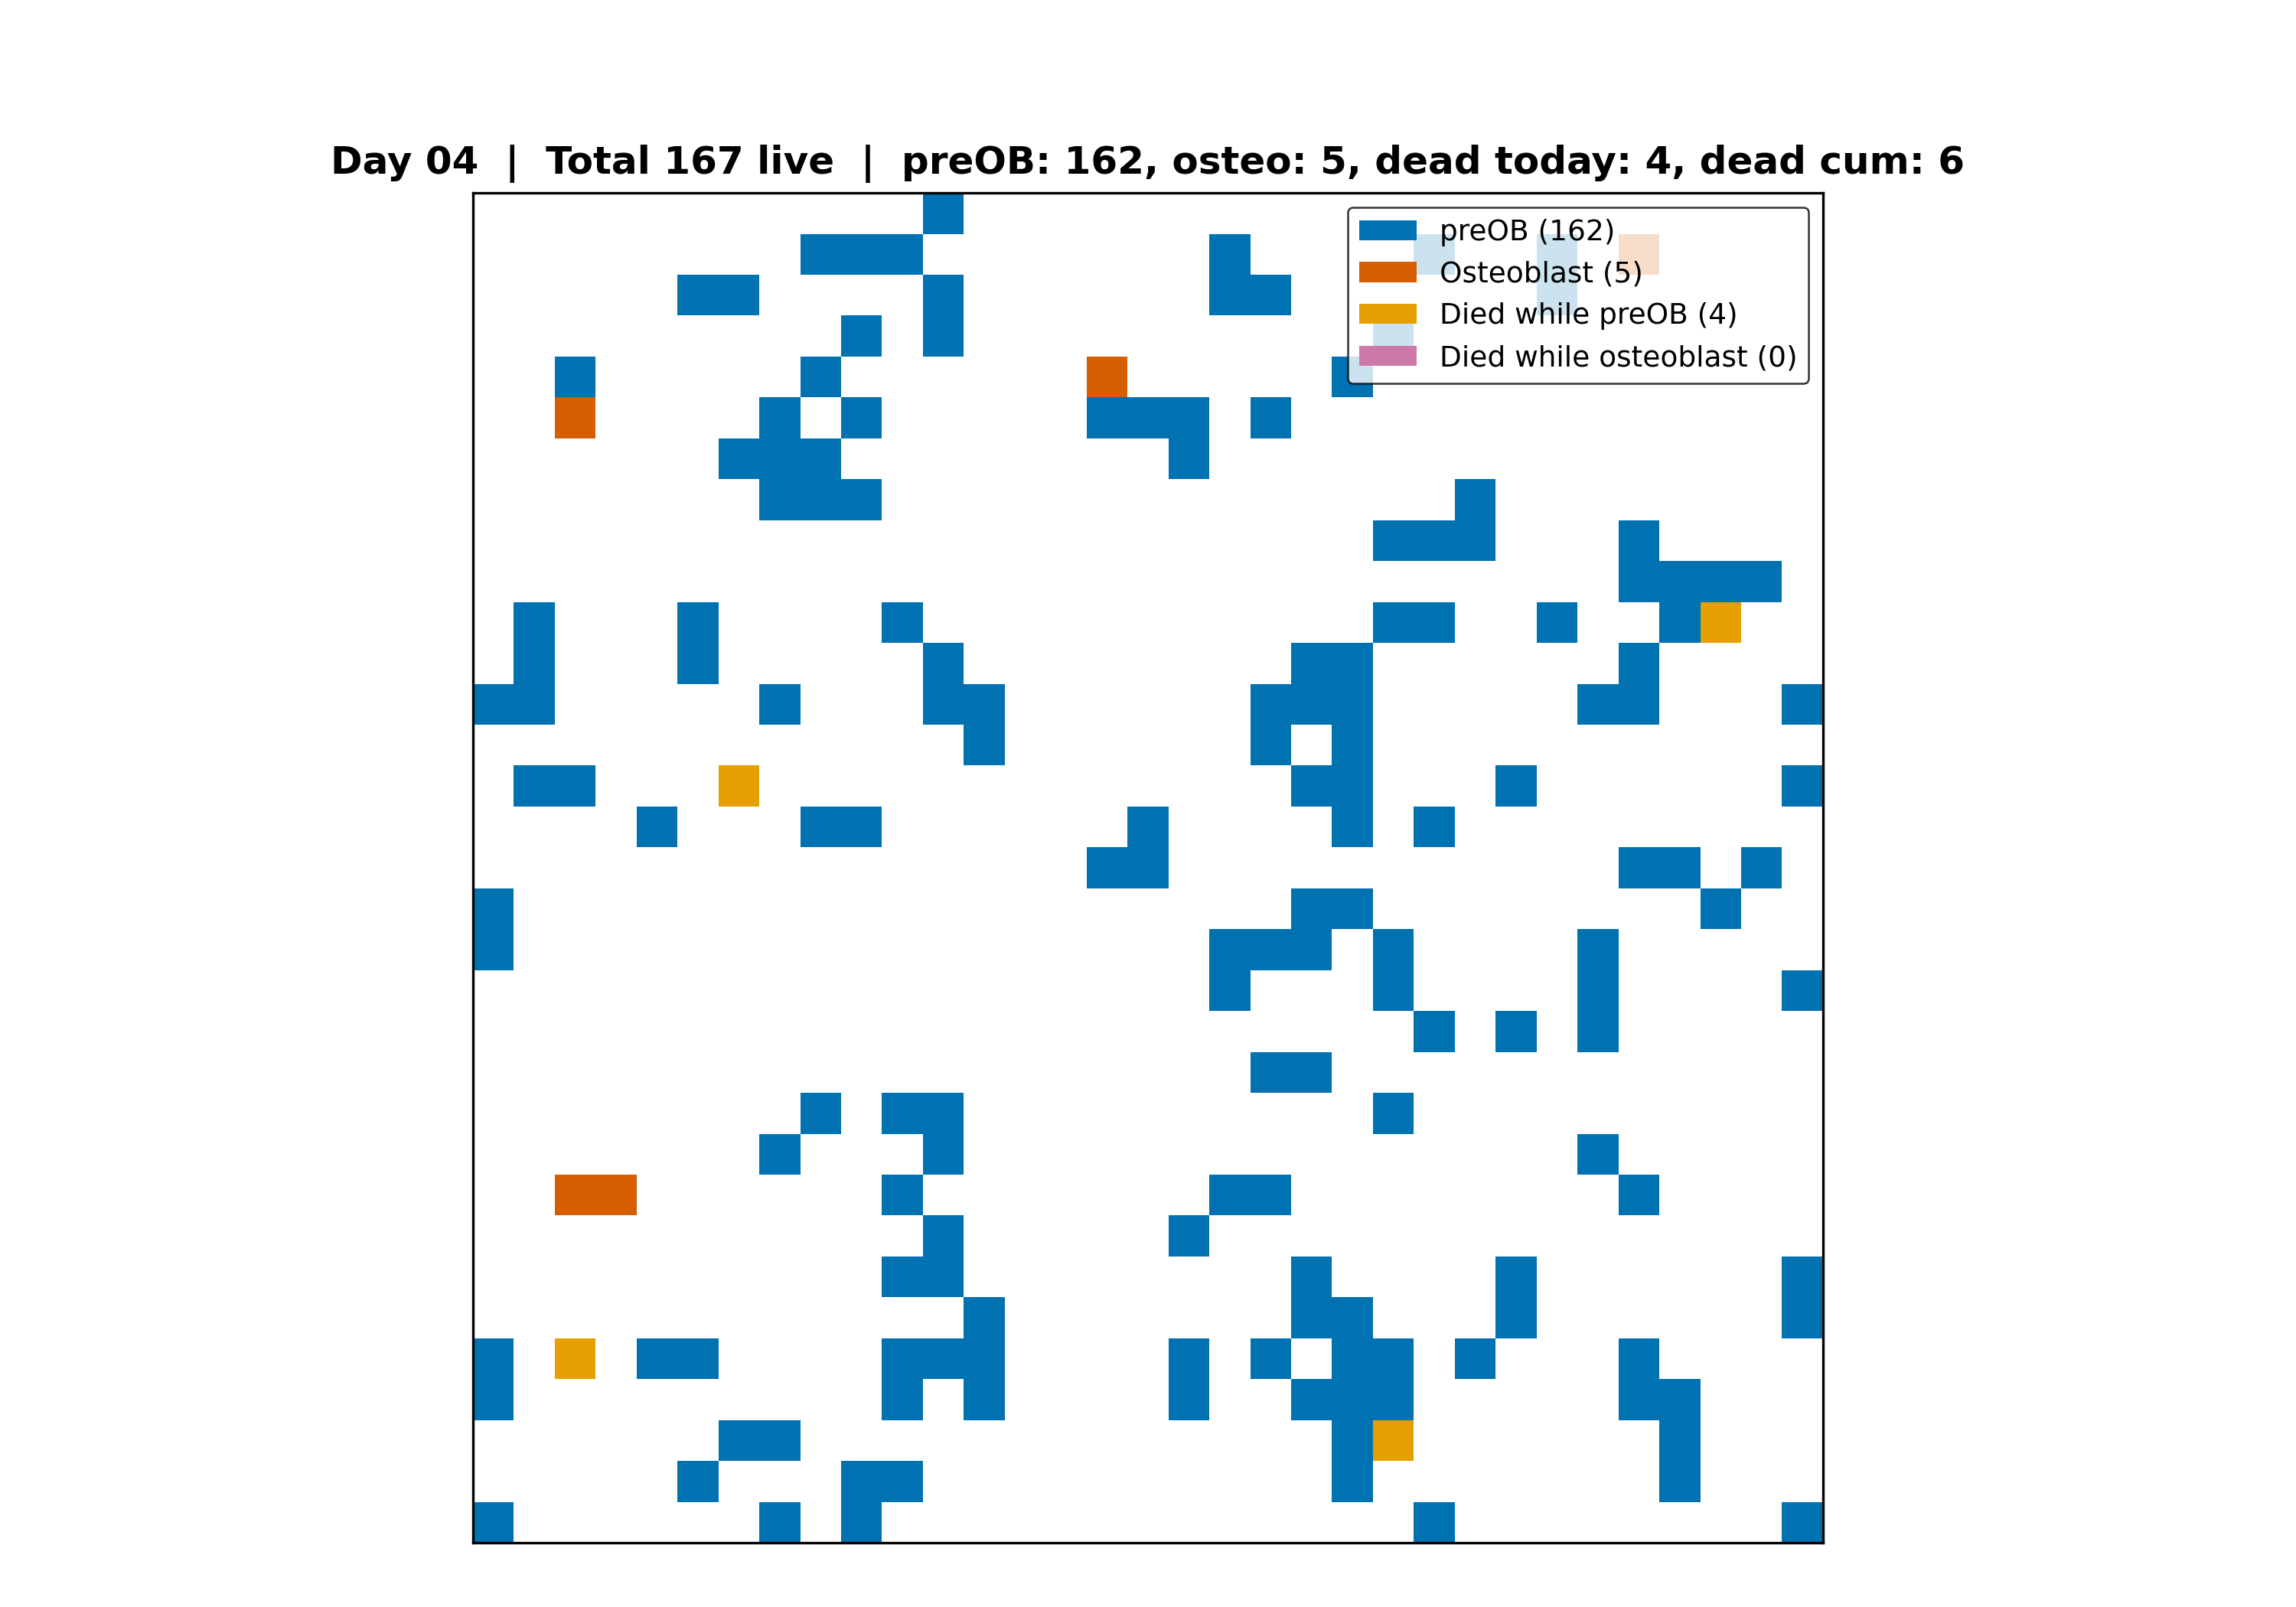 Day 04 | Total 167 live | preOB: 162, osteo: 5, dead today: 4, dead cum: 6
preOB (162)
Osteoblast (5)
Died while preOB (4)
Died while osteoblast (0)